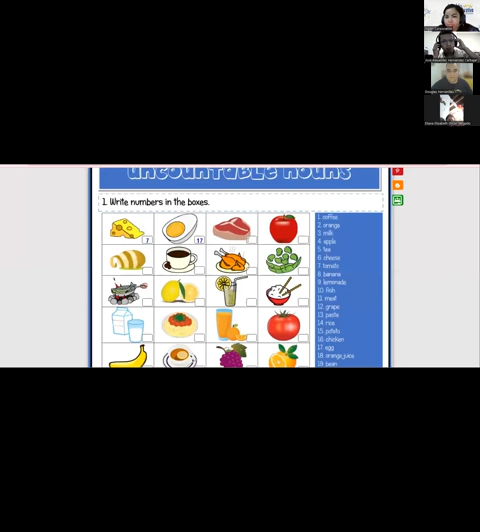 uncountable nouns
1. Write numbers in the boxes.
7
17
1. coffee
2. orange
3. milk
4. apple
5. tea
6. cheese
7. tomato
8. banana
9. lemonade
10. fish
11. meat
12. grape
13. pasta
14. rice
15. potato
16. chicken
17. egg
18. orange juice
19. bean